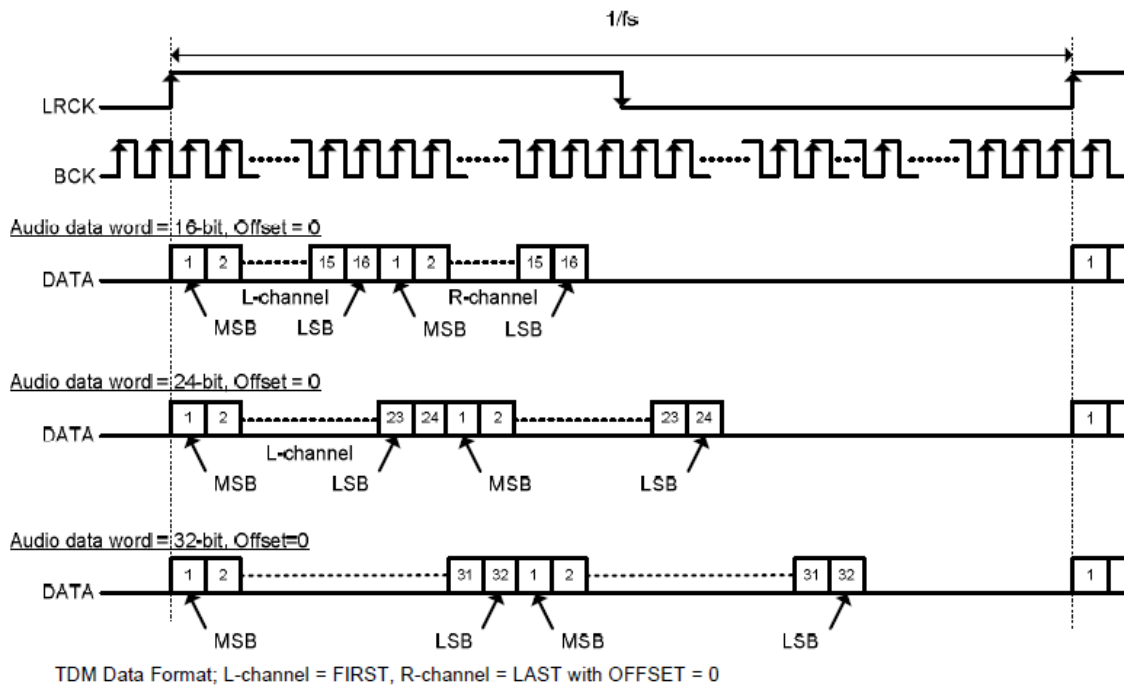 1/fs
LRCK
BCK
Audio data word = 16-bit, Offset = 0
DATA
1 2 15 16 1 2 15 16 1
L-channel R-channel
MSB LSB MSB LSB
Audio data word = 24-bit, Offset = 0
DATA
1 2 23 24 1 2 23 24 1
L-channel
MSB LSB MSB LSB
Audio data word = 32-bit, Offset=0
DATA
1 2 31 32 1 2 31 32 1
MSB LSB MSB LSB
TDM Data Format; L-channel = FIRST, R-channel = LAST with OFFSET = 0